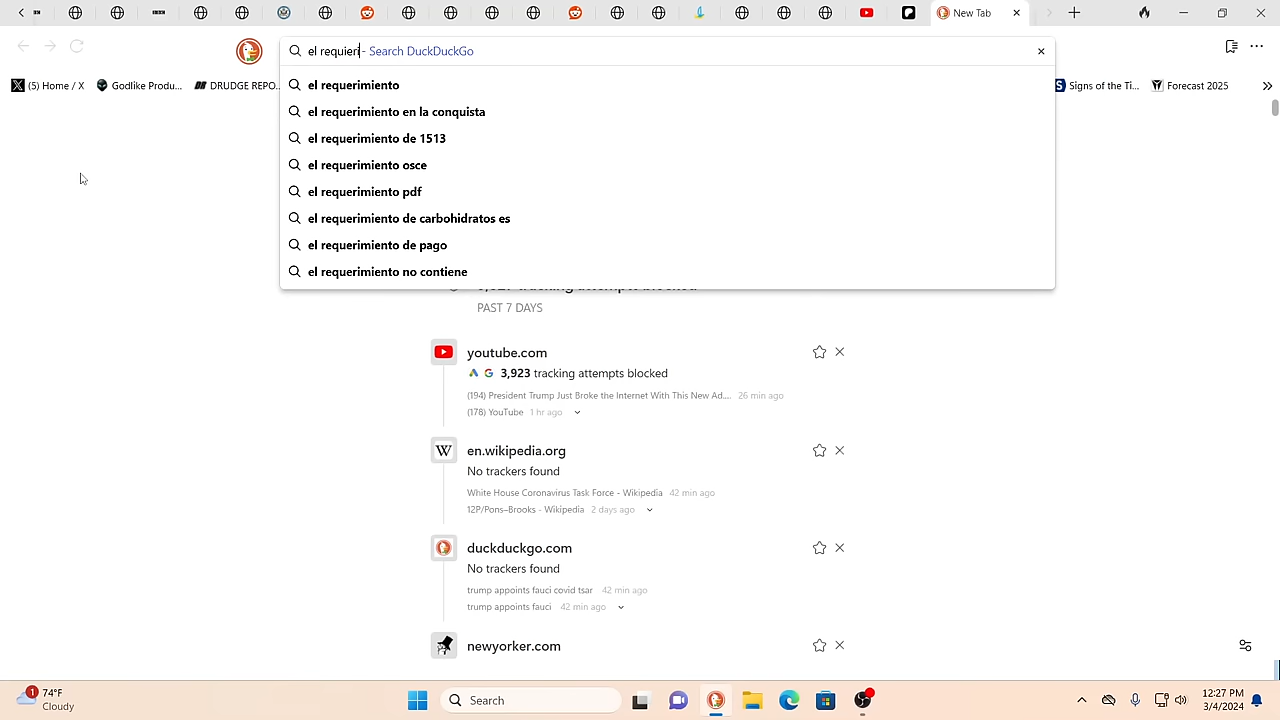 New Tab
el requieri - Search DuckDuckGo
(5) Home / X
Godlike Produ...
DRUDGE REPO...
Signs of the Ti...
Forecast 2025
el requerimiento
el requerimiento en la conquista
el requerimiento de 1513
el requerimiento osce
el requerimiento pdf
el requerimiento de carbohidratos es
el requerimiento de pago
el requerimiento no contiene
PAST 7 DAYS
youtube.com
3,923 tracking attempts blocked
(194) President Trump Just Broke the Internet With This New Ad.... 26 min ago
(178) YouTube 1 hr ago
en.wikipedia.org
No trackers found
White House Coronavirus Task Force - Wikipedia 42 min ago
12P/Pons–Brooks - Wikipedia 2 days ago
duckduckgo.com
No trackers found
trump appoints fauci covid tsar 42 min ago
trump appoints fauci 42 min ago
newyorker.com
1
74°F
Cloudy
Search
12:27 PM
3/4/2024